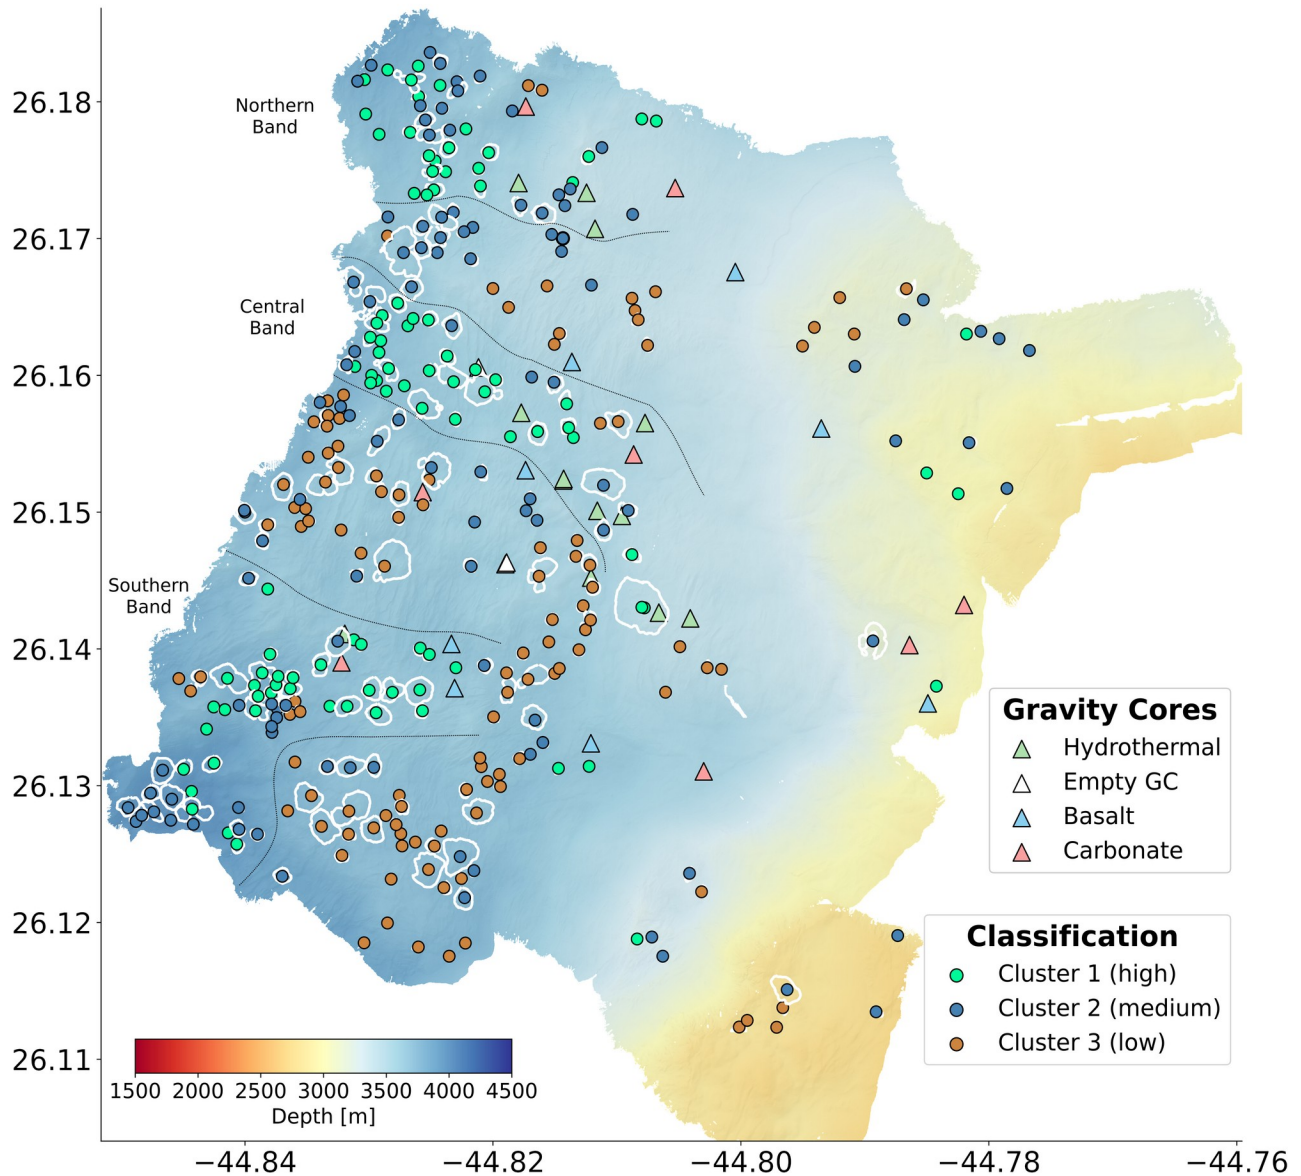 26.18
26.17
26.16
26.15
26.14
26.13
26.12
26.11
Northern
Band
Central
Band
Southern
Band
Gravity Cores
Hydrothermal
Empty GC
Basalt
Carbonate
Classification
Cluster 1 (high)
Cluster 2 (medium)
Cluster 3 (low)
1500 2000 2500 3000 3500 4000 4500
Depth [m]
−44.84 −44.82 −44.80 −44.78 −44.76